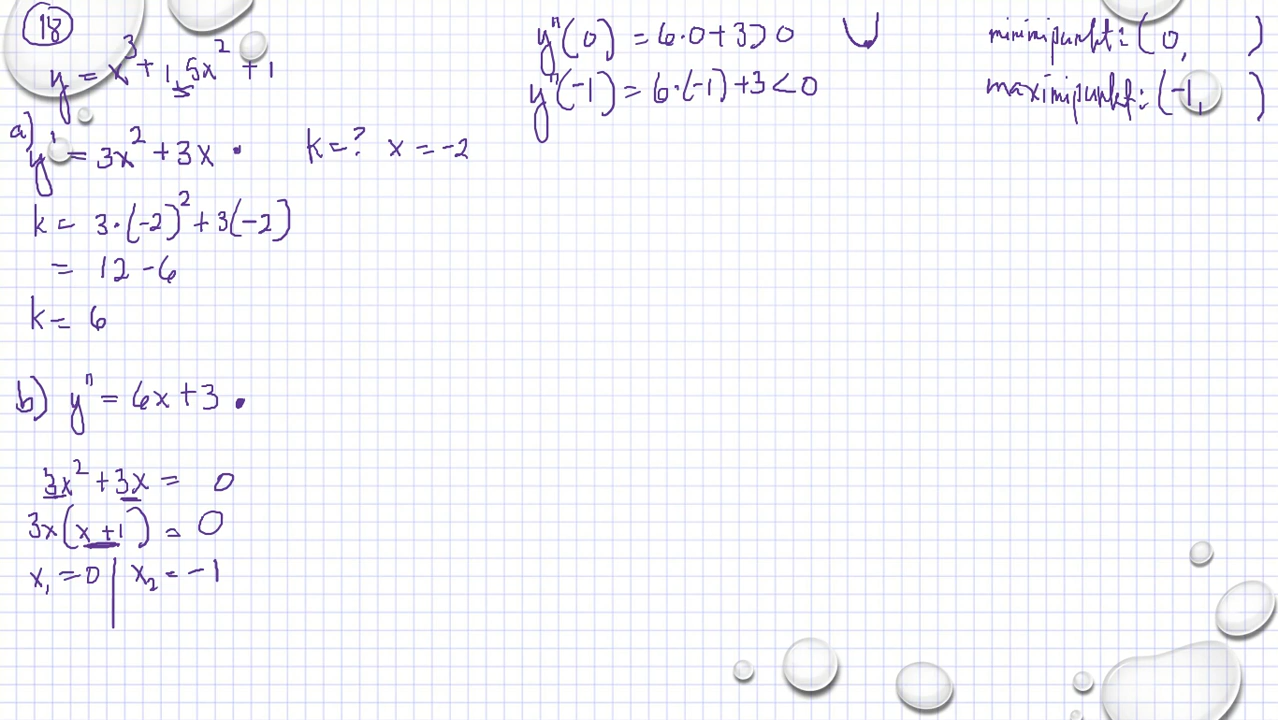 18
y = x³ + 1,5x² + 1
a) y' = 3x² + 3x · k = ? x = -2
k = 3·(-2)² + 3(-2)
= 12 - 6
k = 6
b) y" = 6x + 3 ·
3x² + 3x = 0
3x(x+1) = 0
x₁ = 0 | x₂ = -1
y"(0) = 6·0+3 > 0
y"(-1) = 6·(-1)+3 < 0
minimipunkt: (0, )
maximipunkt: (-1, )